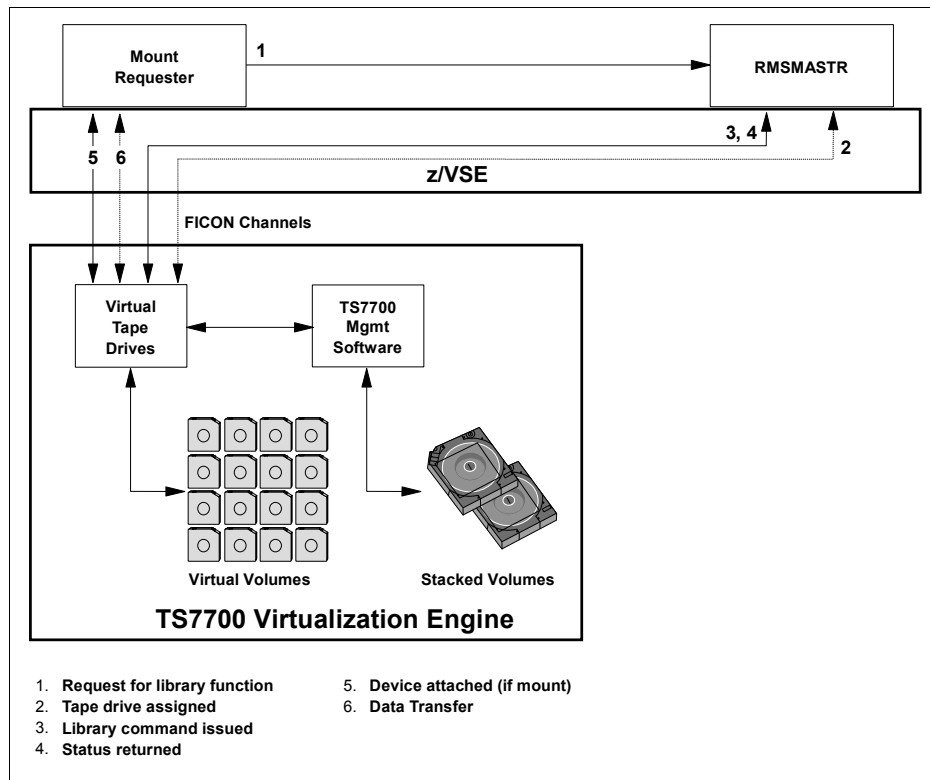 Mount
Requester
1
RMSMASTR
5
6
3, 4
2
z/VSE
FICON Channels
Virtual
Tape
Drives
TS7700
Mgmt
Software
Virtual Volumes
Stacked Volumes
TS7700 Virtualization Engine
1. Request for library function
2. Tape drive assigned
3. Library command issued
4. Status returned
5. Device attached (if mount)
6. Data Transfer